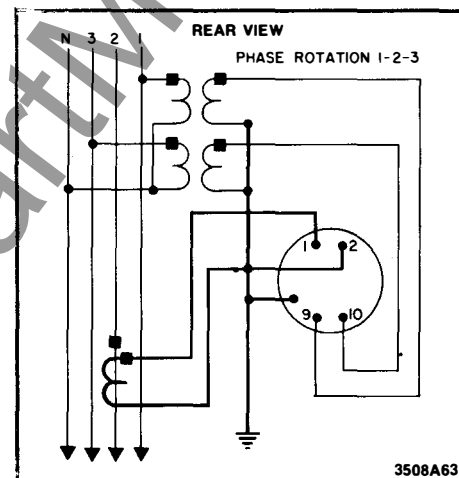 REAR VIEW
N 3 2 1
PHASE ROTATION 1-2-3
1 2
9 10
3508A63